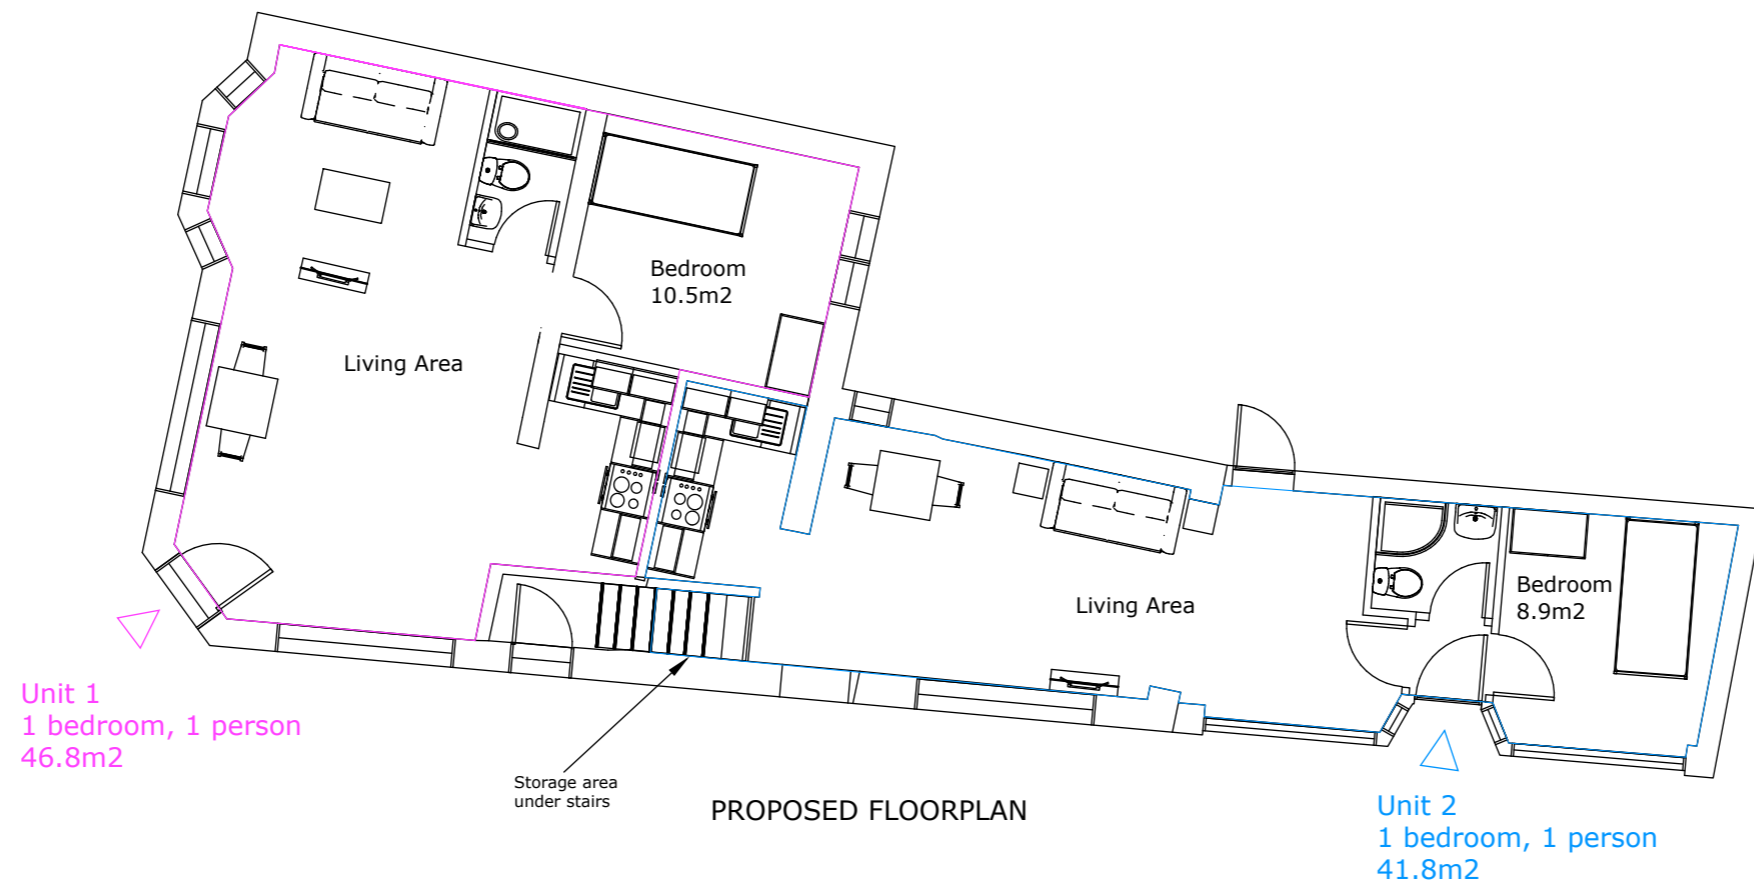 Bedroom
10.5m2
Living Area
Living Area
Bedroom
8.9m2
Unit 1
1 bedroom, 1 person
46.8m2
Storage area
under stairs
PROPOSED FLOORPLAN
Unit 2
1 bedroom, 1 person
41.8m2